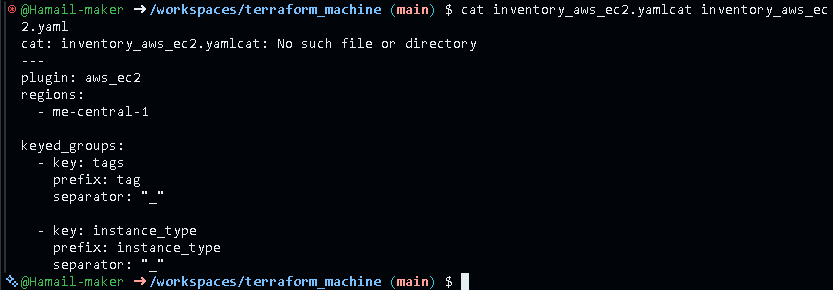 @Hamail-maker ➜/workspaces/terraform_machine (main) $ cat inventory_aws_ec2.yamlcat inventory_aws_ec
2.yaml
cat: inventory_aws_ec2.yamlcat: No such file or directory
---
plugin: aws_ec2
regions:
  - me-central-1

keyed_groups:
  - key: tags
    prefix: tag
    separator: "_"

  - key: instance_type
    prefix: instance_type
    separator: "_"
@Hamail-maker ➜/workspaces/terraform_machine (main) $